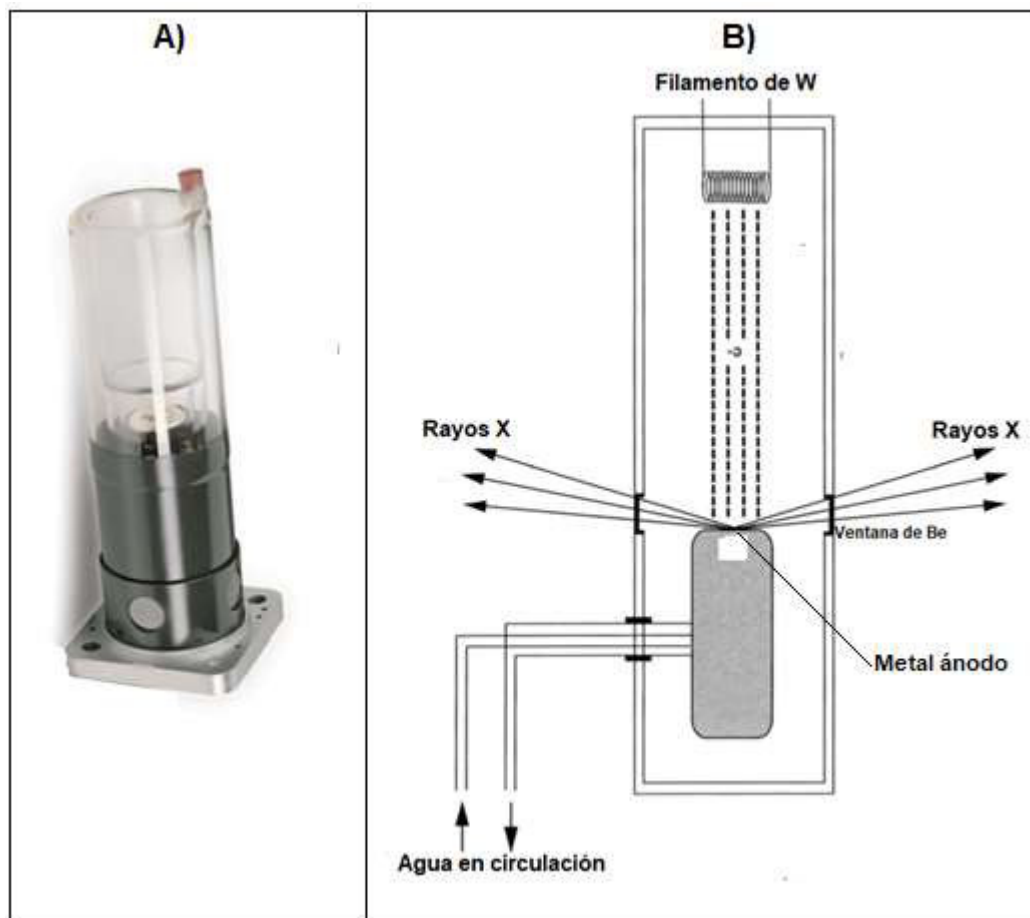 A)
B)
Filamento de W
Rayos X
Rayos X
Ventana de Be
Metal ánodo
Agua en circulación